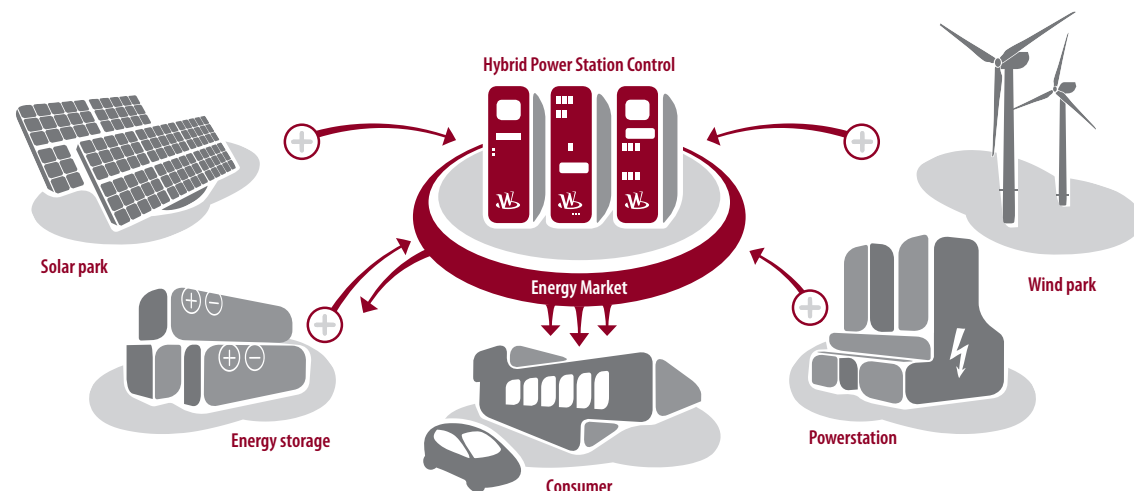 Hybrid Power Station Control
Solar park
Wind park
Energy Market
Energy storage
Powerstation
Consumer